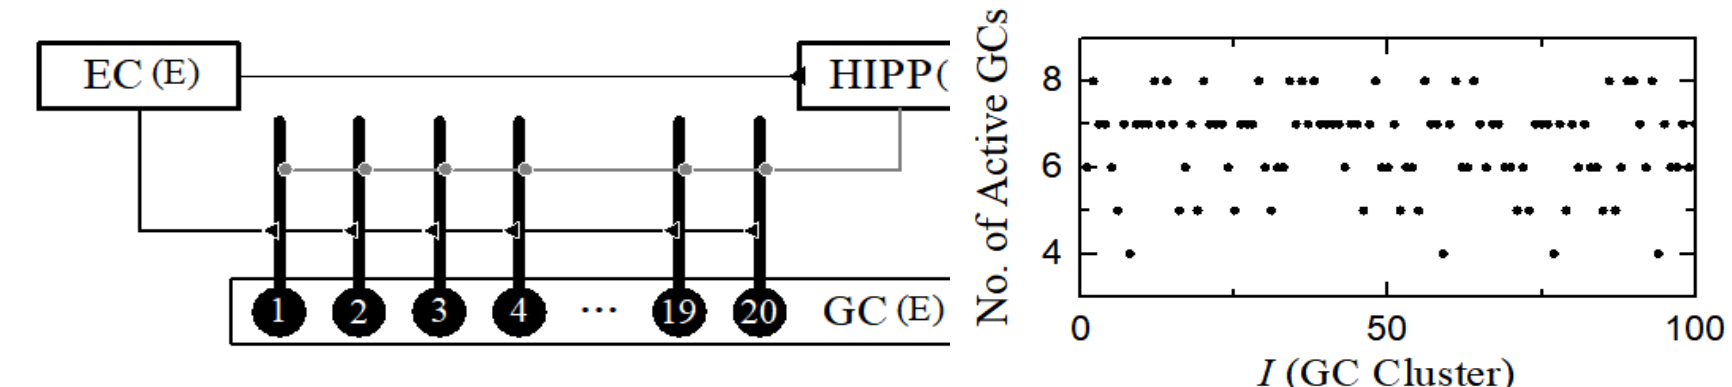 EC (E)
HIPP(
1 2 3 4 ... 19 20 GC (E)
No. of Active GCs
8
6
4
0 50 100
I (GC Cluster)